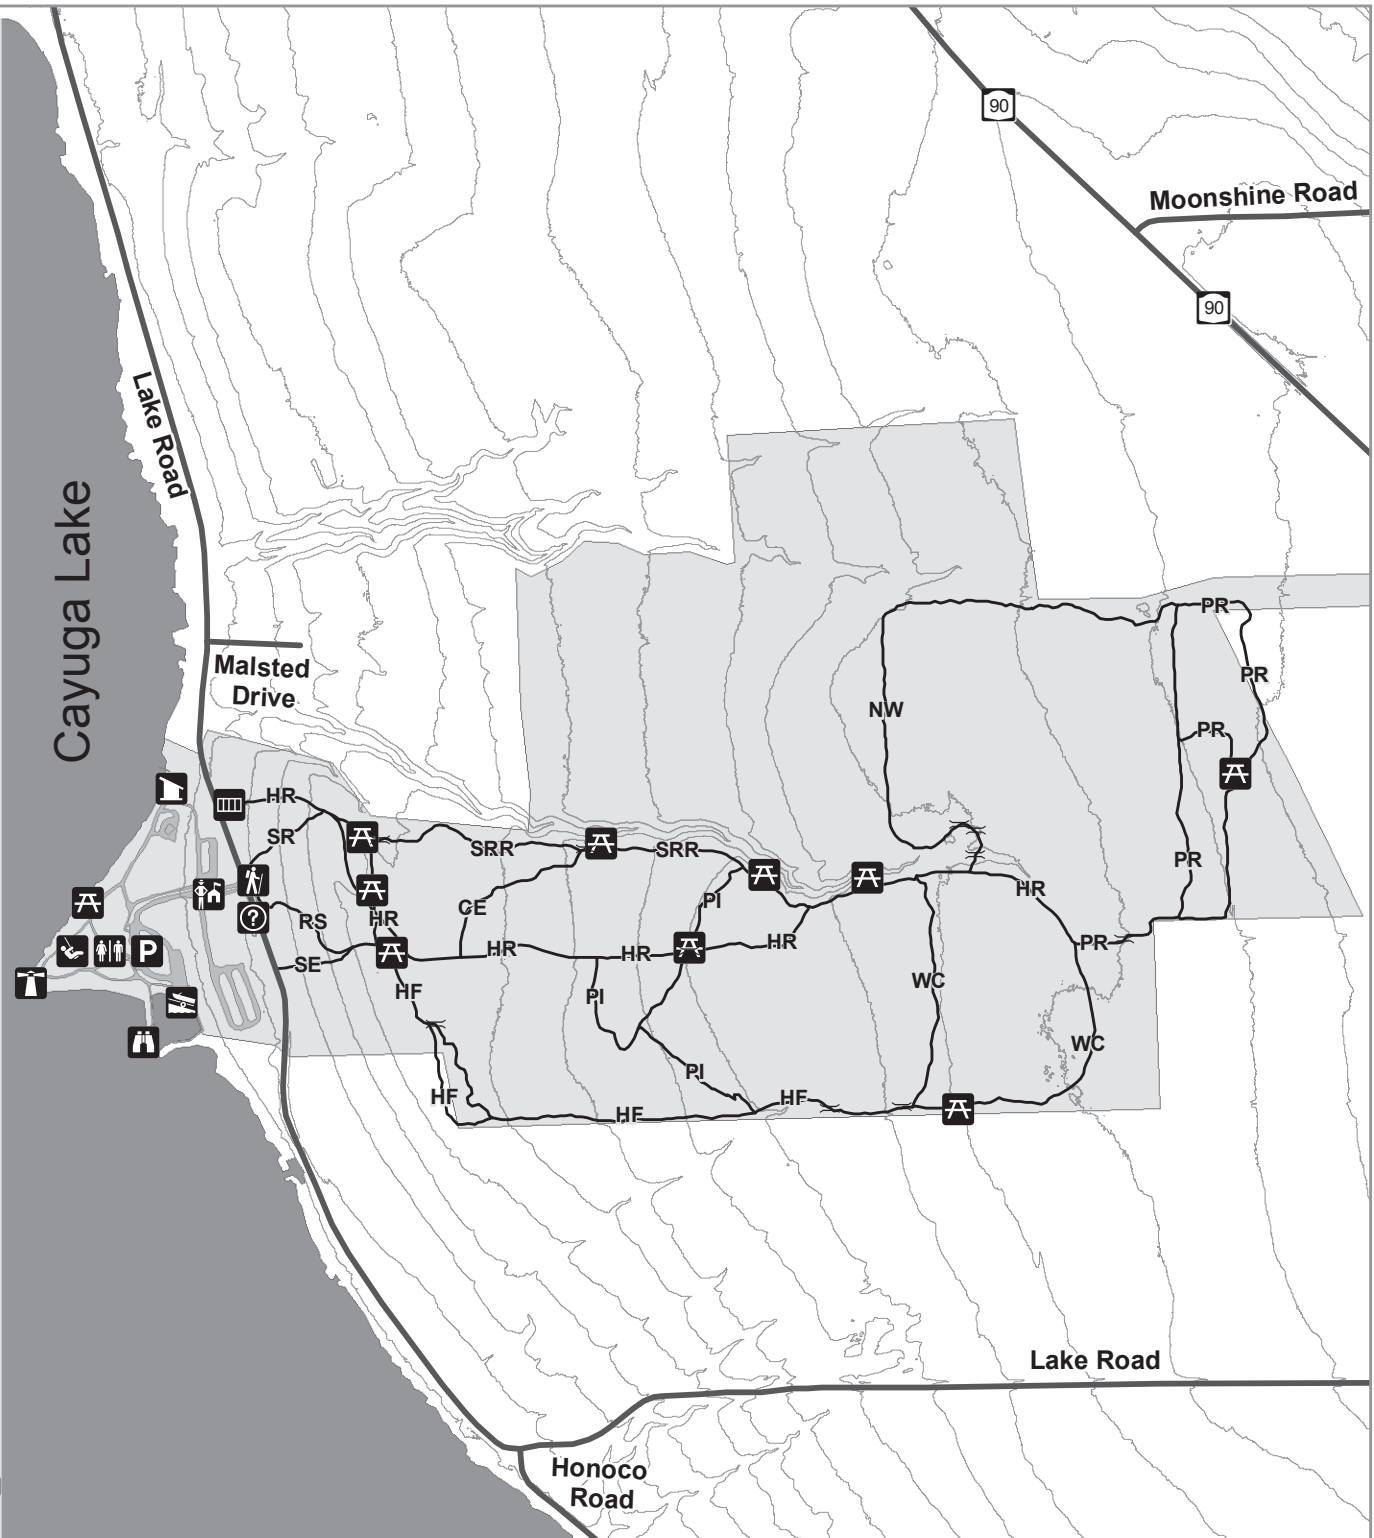 90
Moonshine Road
90
Lake Road
Cayuga Lake
Malsted
Drive
PR
PR
NW
PR
HR
SR
SRR
SRR
PR
HR
PI
CE
HR
RS
HR
HR
HR
PR
SE
WC
HF
PI
P
?
WC
PI
HF
HF
HF
Lake Road
Honoco
Road